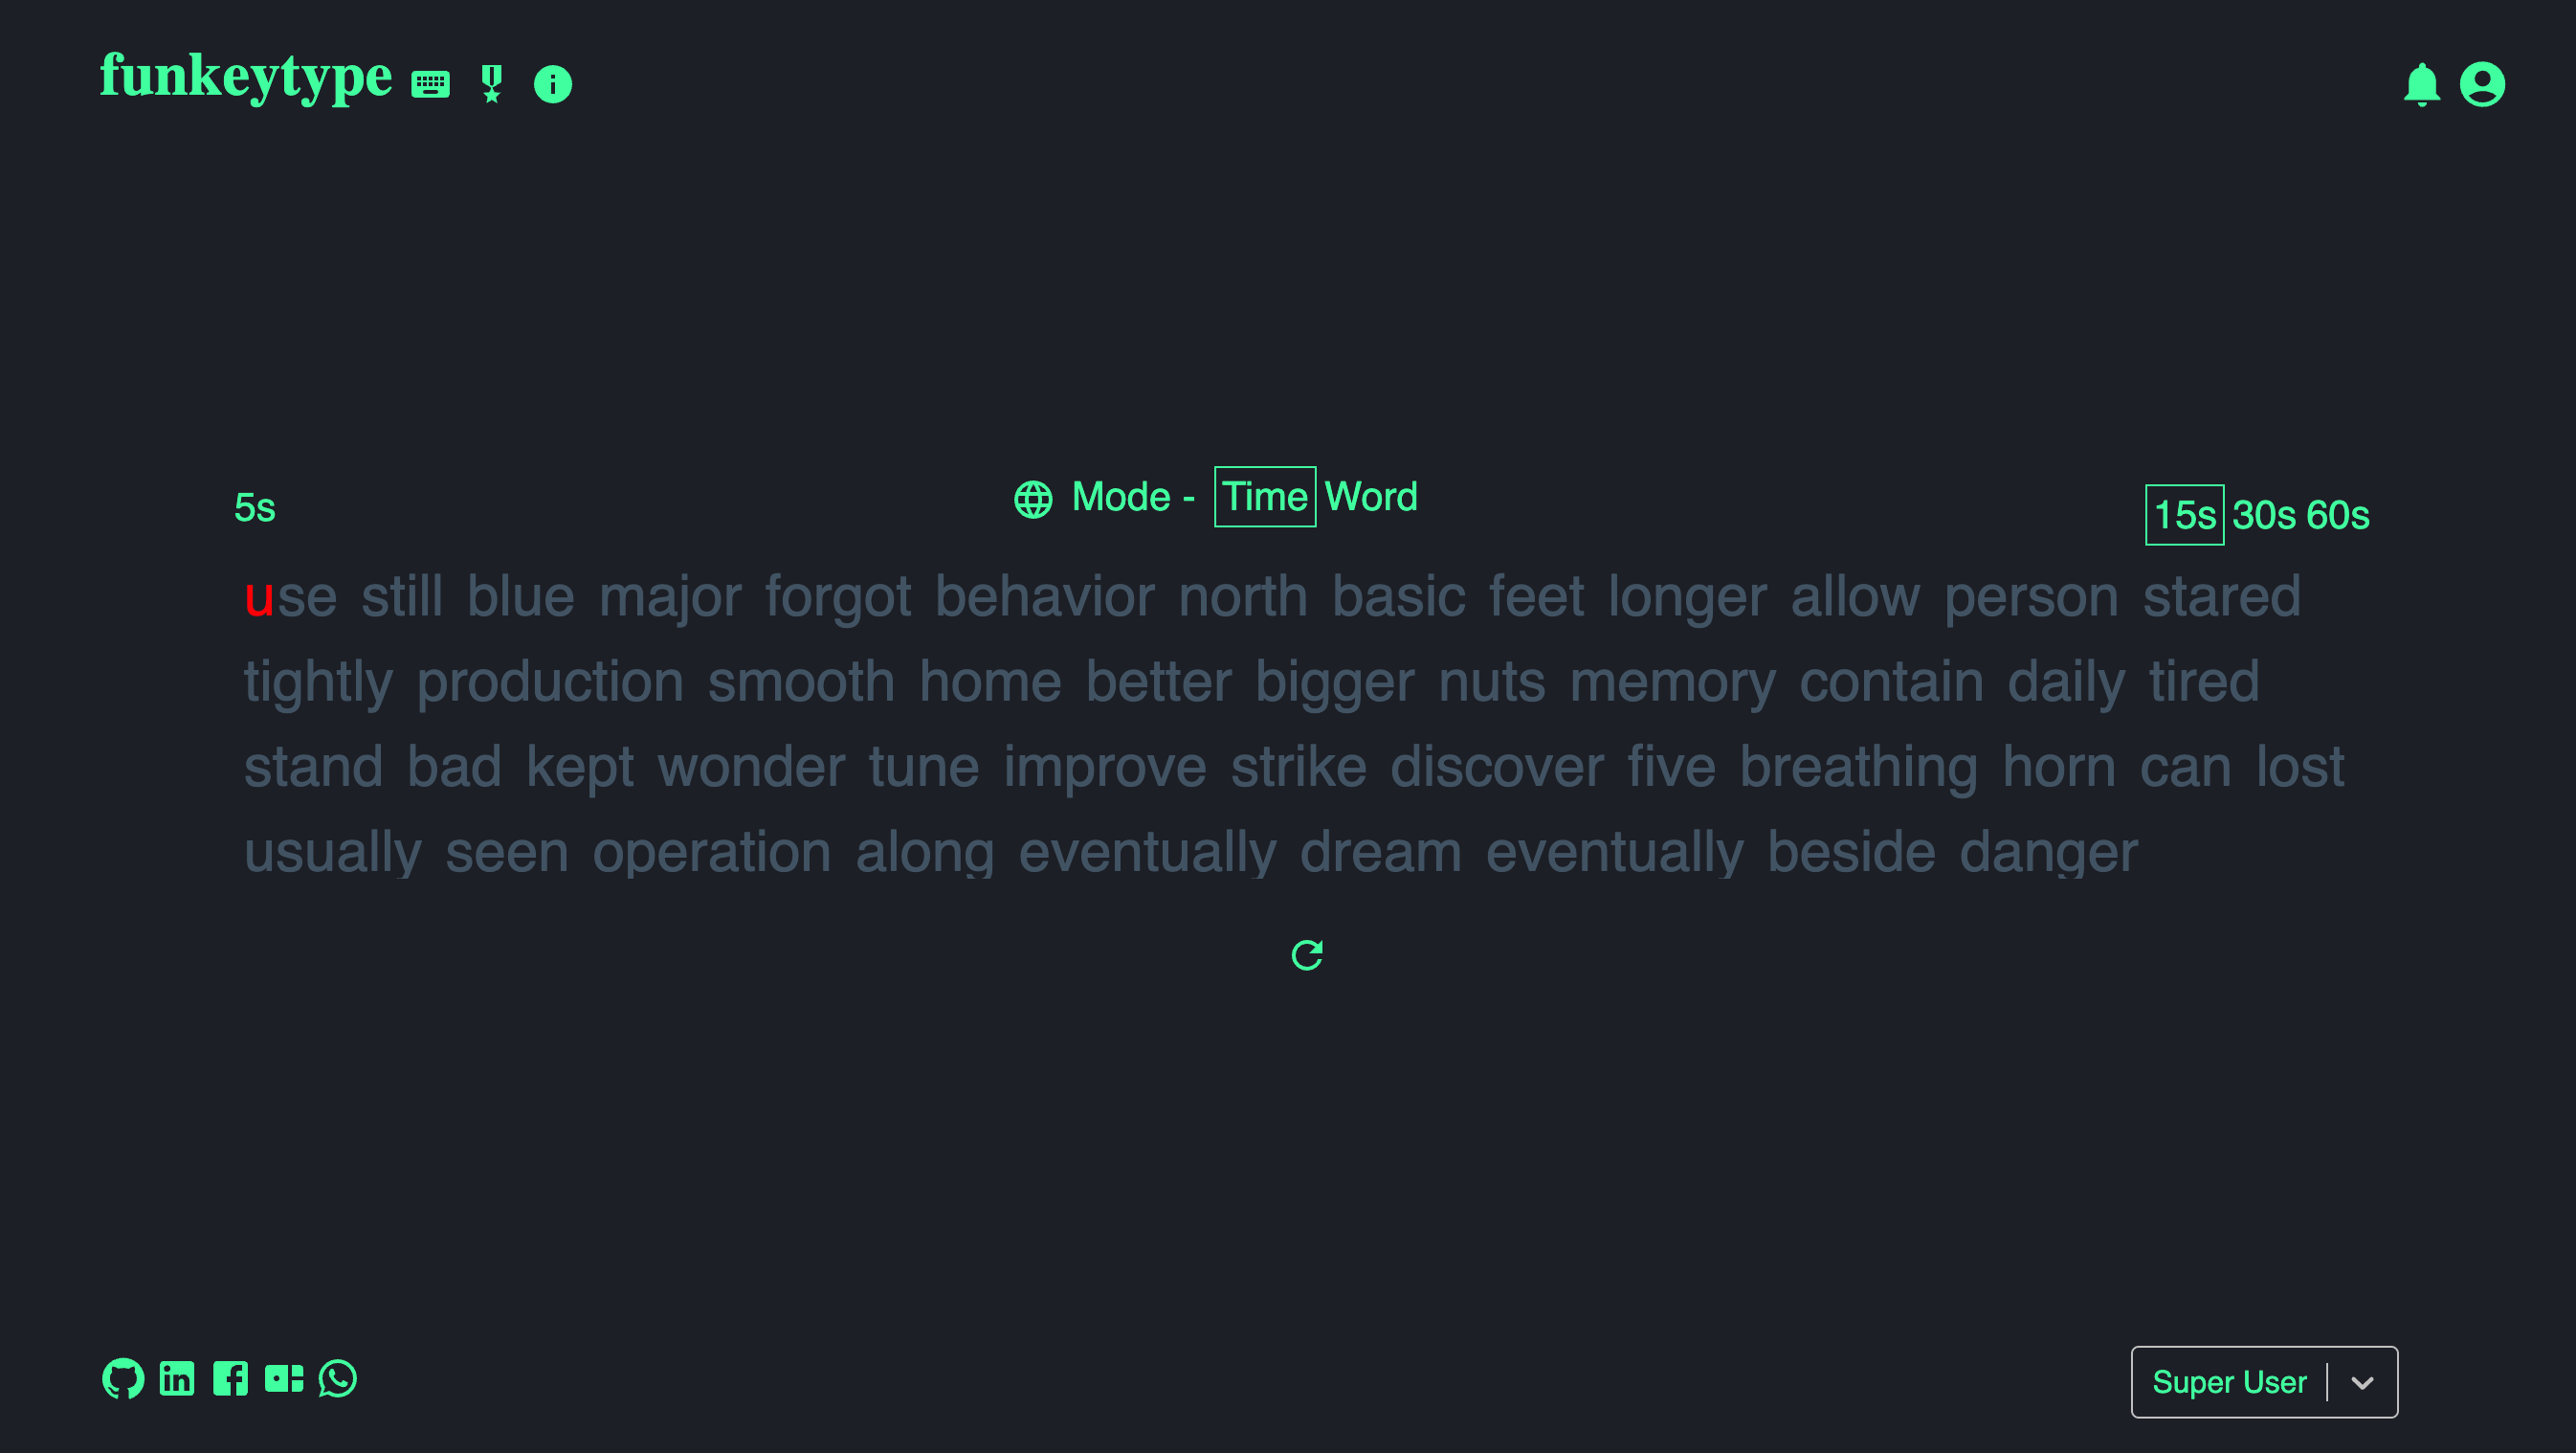 funkeytype
5s
Mode - Time Word
15s 30s 60s
use still blue major forgot behavior north basic feet longer allow person stared
tightly production smooth home better bigger nuts memory contain daily tired
stand bad kept wonder tune improve strike discover five breathing horn can lost
usually seen operation along eventually dream eventually beside danger
Super User